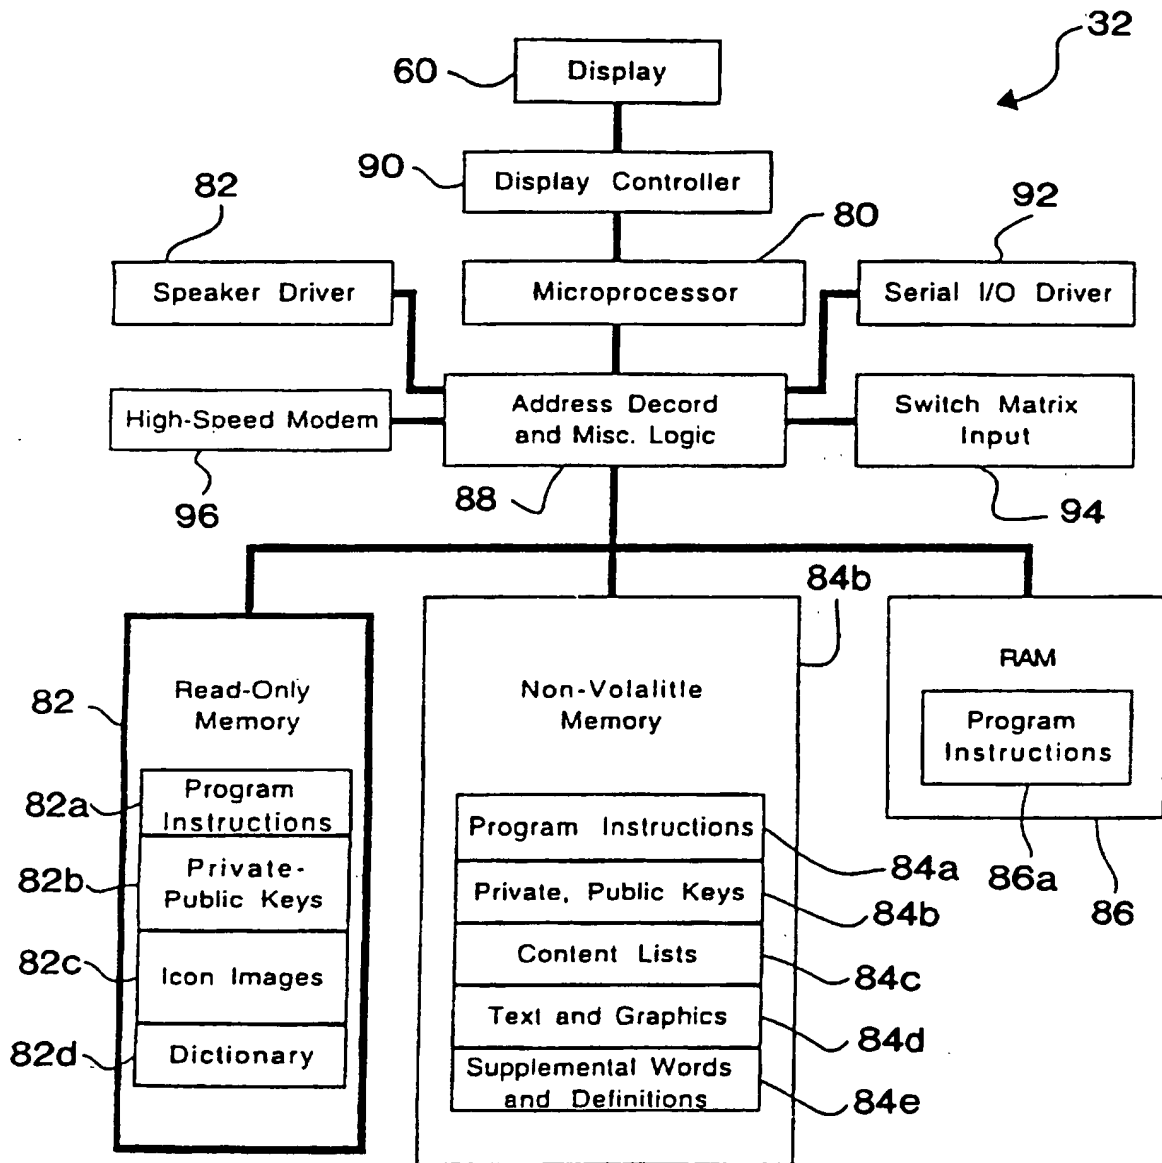 32
60
Display
90
Display Controller
82
80
92
Speaker Driver
Microprocessor
Serial I/O Driver
High-Speed Modem
Address Decord
and Misc. Logic
Switch Matrix
Input
96
88
94
84b
82
Read-Only
Memory
Non-Volalitle
Memory
RAM
Program
Instructions
86a
86
82a
Program
Instructions
82b
Private-
Public Keys
82c
Icon Images
82d
Dictionary
Program Instructions
84a
Private, Public Keys
84b
Content Lists
84c
Text and Graphics
84d
Supplemental Words
and Definitions
84e